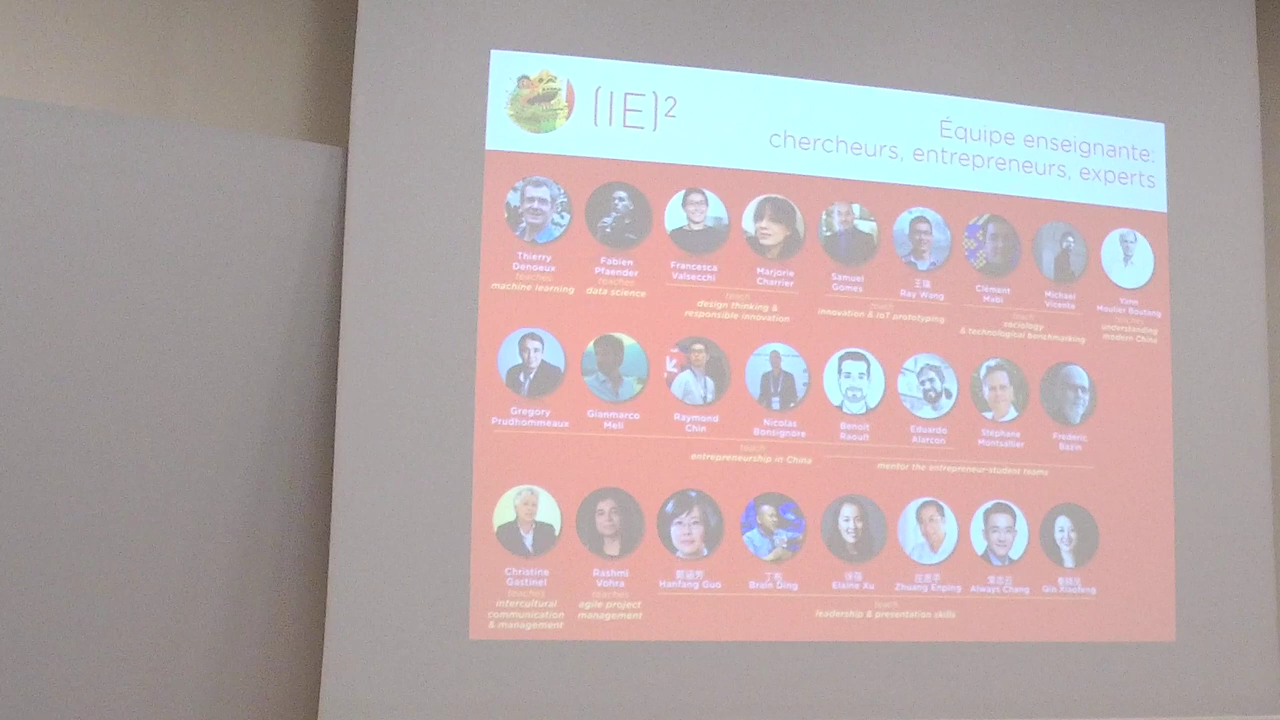 (IE)²
Équipe enseignante:
chercheurs, entrepreneurs, experts
Thierry
Denoeux
teaches
machine learning
Fabien
Pfaender
teaches
data science
Francesca
Valsecchi
Marjorie
Charrier
teach
design thinking &
responsible innovation
Samuel
Gomes
Ray Wang
teach
innovation & IoT prototyping
Clément
Mabi
Michael
Vicente
teach
sociology
& technological benchmarking
Yann
Moulier Boutang
teaches
understanding
modern China
Gregory
Prudhommeaux
Gianmarco
Meli
Raymond
Chin
Nicolas
Bonsignore
teach
entrepreneurship in China
Benoit
Raoult
Eduardo
Alarcon
Stéphane
Montsallier
Frederic
Bazin
mentor the entrepreneur-student teams
Christine
Gastinel
teaches
intercultural
communication
& management
Rashmi
Vohra
teaches
agile project
management
Hanfang Guo
Brain Ding
Elaine Xu
Zhuang Enping
Always Chang
Qin Xiaofeng
teach
leadership & presentation skills